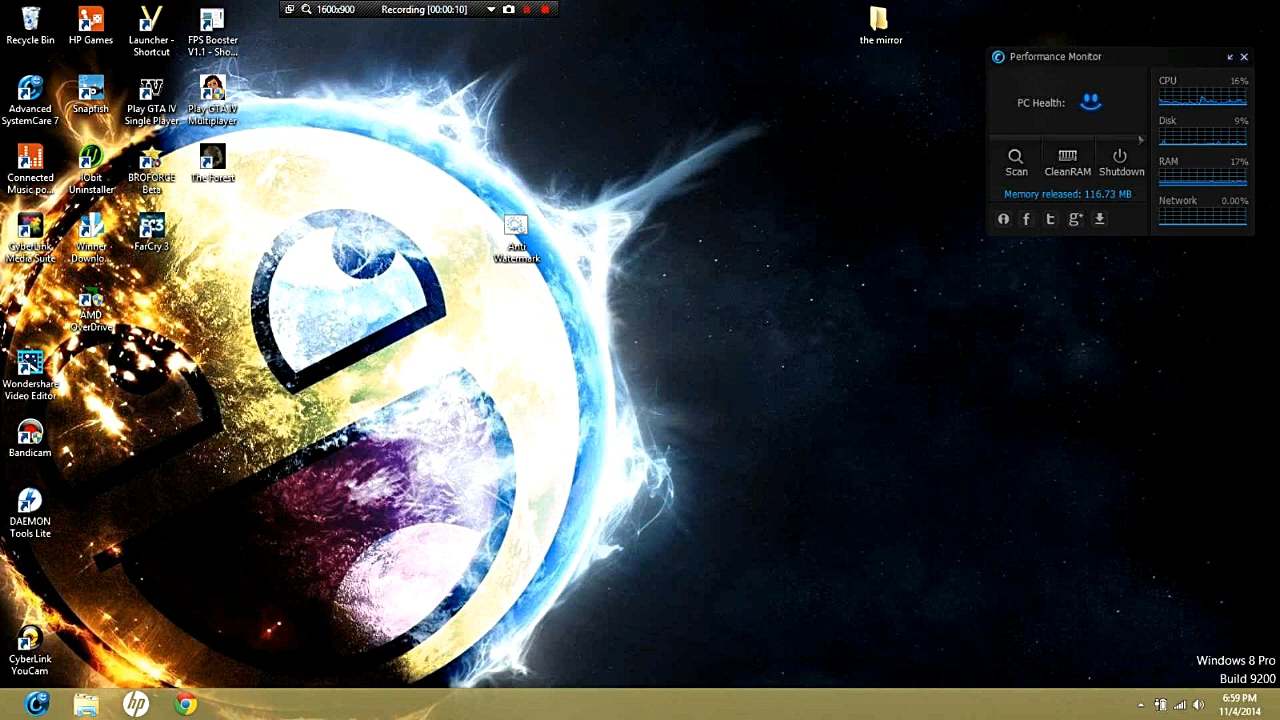 1600x900 Recording [00:00:10]
Recycle Bin
HP Games
Launcher -
Shortcut
FPS Booster
V1.1 - Sho...
the mirror
Advanced
SystemCare 7
Snapfish
Play GTA IV
Single Player
Play GTA IV
Multiplayer
Connected
Music.po...
IObit
Uninstaller
BROFORCE
Beta
The Forest
CyberLink
Media Suite
Winner
Downlo...
FC3
FarCry 3
Anti
Watermark
AMD
OverDrive
Wondershare
Video Editor
Bandicam
DAEMON
Tools Lite
CyberLink
YouCam
Performance Monitor
PC Health:
Scan
CleanRAM
Shutdown
Memory released: 116.73 MB
CPU 16%
Disk 9%
RAM 17%
Network 0.00%
Windows 8 Pro
Build 9200
hp
6:59 PM
11/4/2014